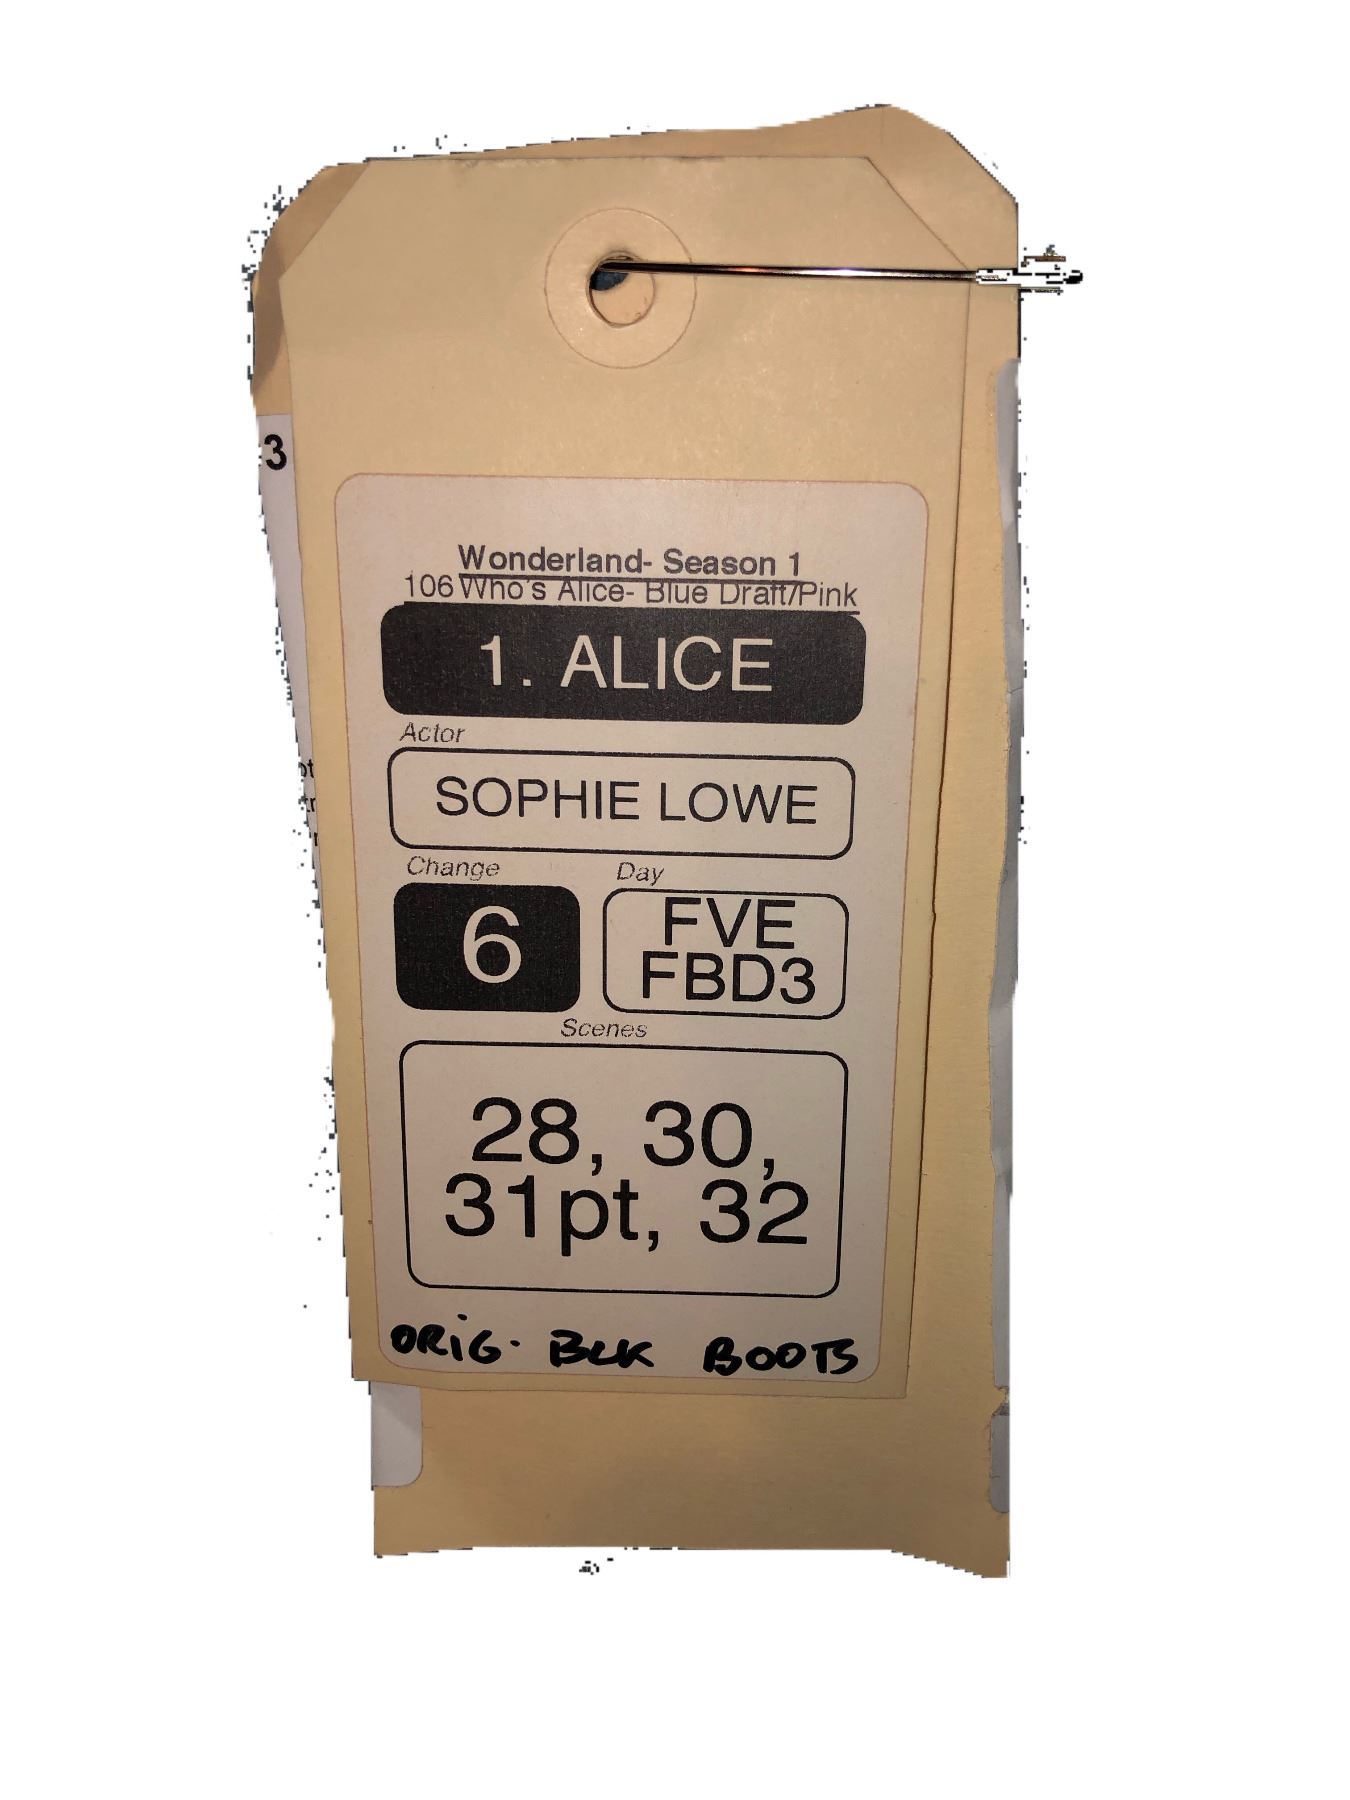 3
Wonderland- Season 1
106 Who's Alice- Blue Draft/Pink
1. ALICE
Actor
SOPHIE LOWE
Change
Day
6
FVE
FBD3
Scenes
28, 30,
31pt, 32
ORIG. BLK BOOTS